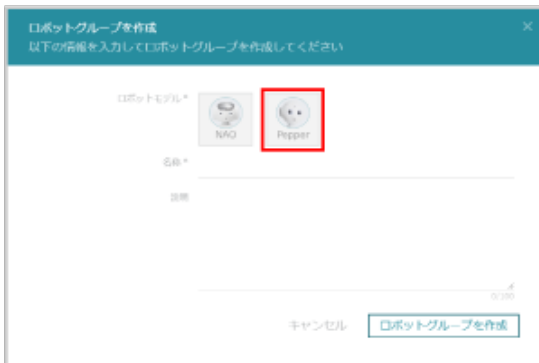 ロボットグループを作成
以下の情報を入力してロボットグループを作成してください
ロボットモデル*
NAO
Pepper
名称*
説明
0/300
キャンセル
ロボットグループを作成